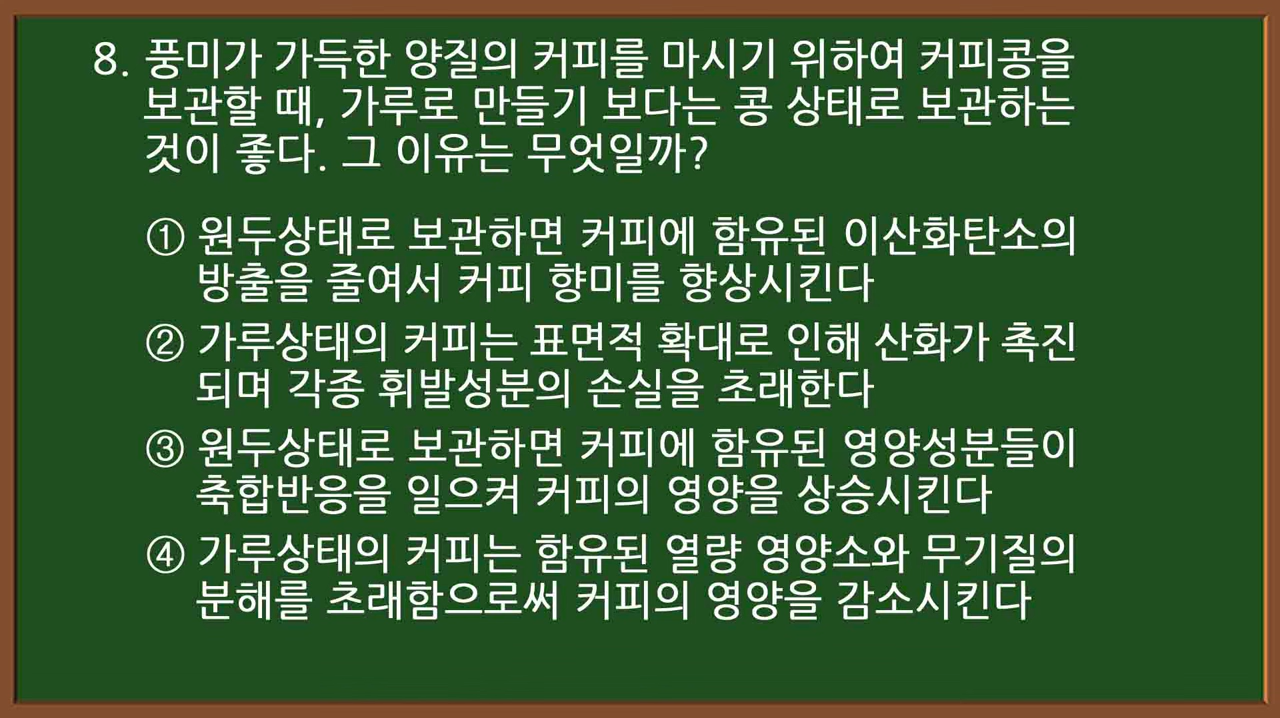 8. 풍미가 가득한 양질의 커피를 마시기 위하여 커피콩을
보관할 때, 가루로 만들기 보다는 콩 상태로 보관하는
것이 좋다. 그 이유는 무엇일까?
① 원두상태로 보관하면 커피에 함유된 이산화탄소의
방출을 줄여서 커피 향미를 향상시킨다
② 가루상태의 커피는 표면적 확대로 인해 산화가 촉진
되며 각종 휘발성분의 손실을 초래한다
③ 원두상태로 보관하면 커피에 함유된 영양성분들이
축합반응을 일으켜 커피의 영양을 상승시킨다
④ 가루상태의 커피는 함유된 열량 영양소와 무기질의
분해를 초래함으로써 커피의 영양을 감소시킨다